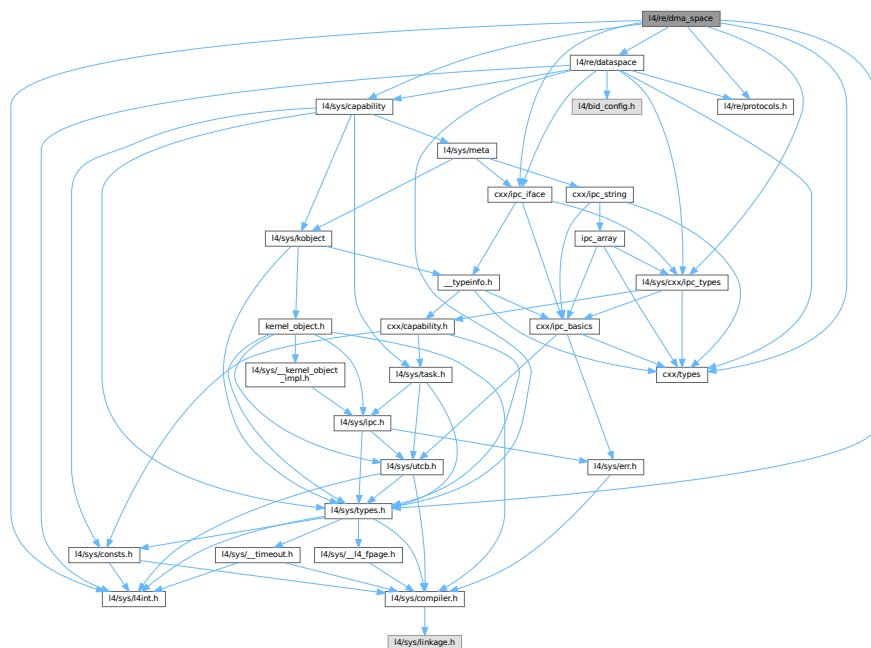 l4/re/dma_space
l4/re/dataspace
l4/sys/capability
l4/bid_config.h
l4/re/protocols.h
l4/sys/meta
cxx/ipc_iface
cxx/ipc_string
l4/sys/kobject
ipc_array
__typeinfo.h
l4/sys/cxx/ipc_types
kernel_object.h
cxx/capability.h
cxx/ipc_basics
l4/sys/__kernel_object
_impl.h
l4/sys/task.h
cxx/types
l4/sys/ipc.h
l4/sys/utcb.h
l4/sys/err.h
l4/sys/types.h
l4/sys/consts.h
l4/sys/__timeout.h
l4/sys/__l4_fpage.h
l4/sys/l4int.h
l4/sys/compiler.h
l4/sys/linkage.h